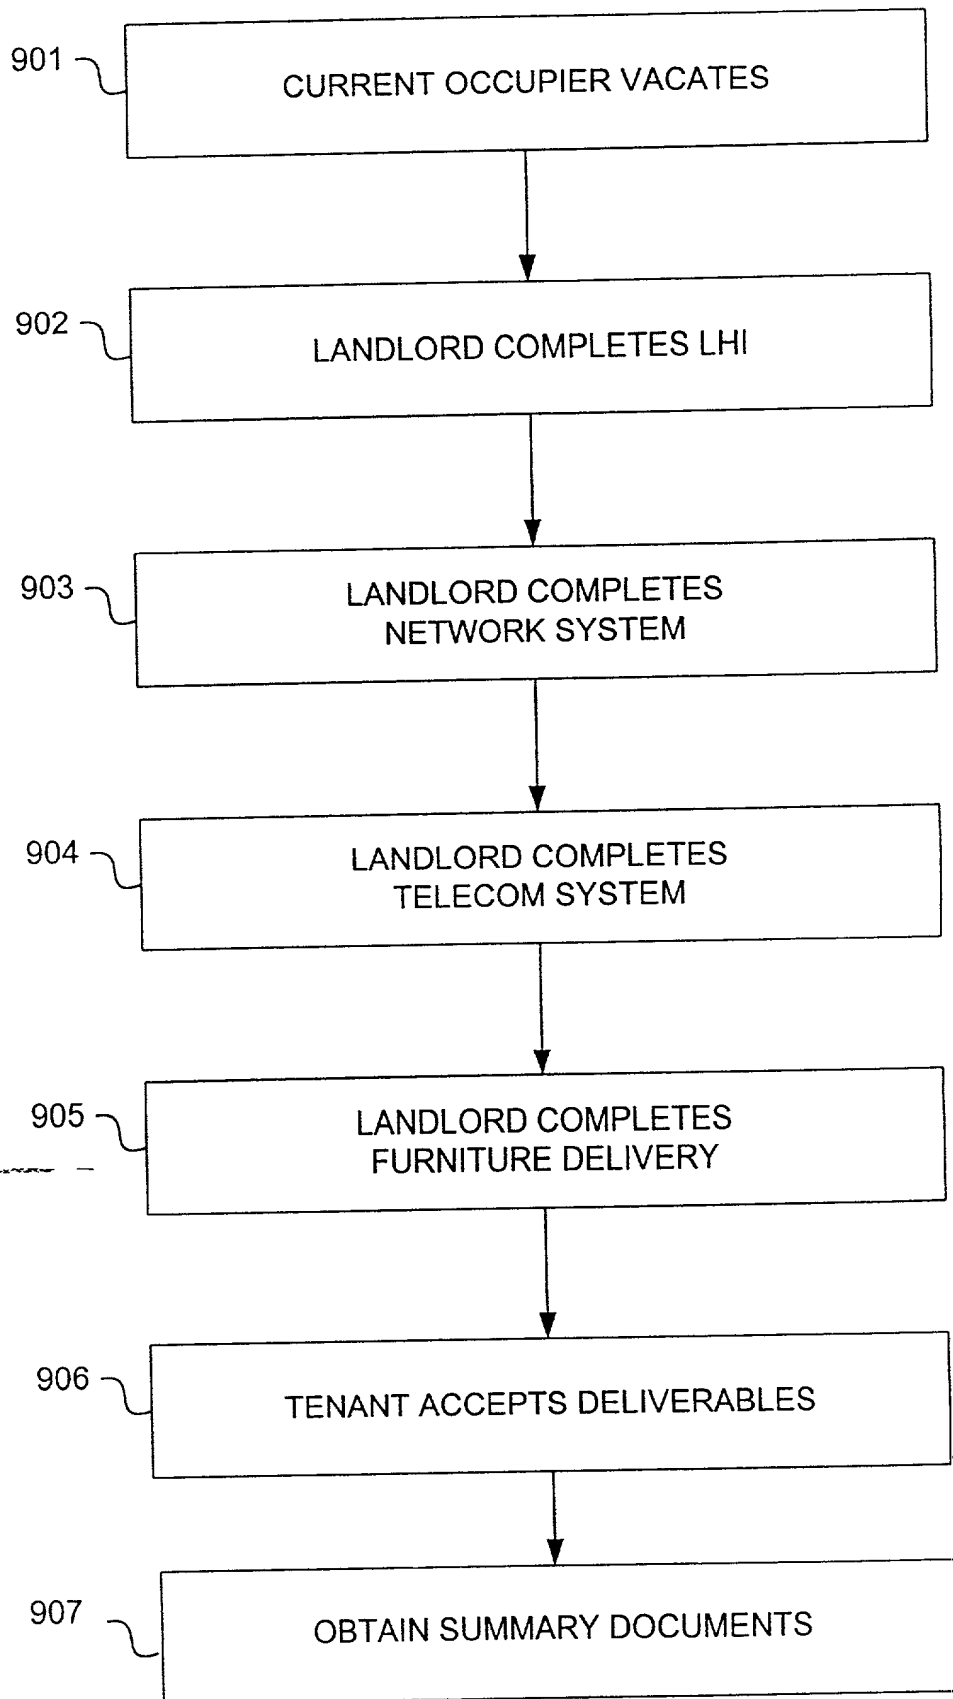 901
CURRENT OCCUPIER VACATES
902
LANDLORD COMPLETES LHI
903
LANDLORD COMPLETES
NETWORK SYSTEM
904
LANDLORD COMPLETES
TELECOM SYSTEM
905
LANDLORD COMPLETES
FURNITURE DELIVERY
906
TENANT ACCEPTS DELIVERABLES
907
OBTAIN SUMMARY DOCUMENTS